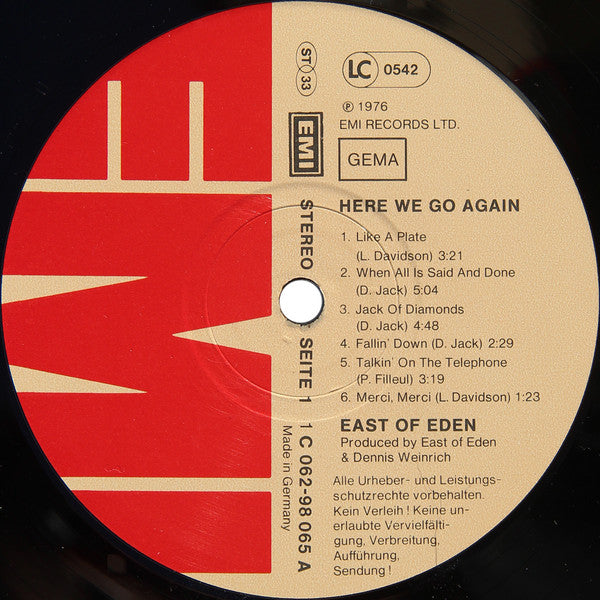 ST 33
LC 0542
℗ 1976
EMI RECORDS LTD.
EMI
GEMA
HERE WE GO AGAIN
1. Like A Plate
(L. Davidson) 3:21
2. When All Is Said And Done
(D. Jack) 5:04
3. Jack Of Diamonds
(D. Jack) 4:48
4. Fallin' Down (D. Jack) 2:29
5. Talkin' On The Telephone
(P. Filleul) 3:19
6. Merci, Merci (L. Davidson) 1:23
EAST OF EDEN
Produced by East of Eden
& Dennis Weinrich
Alle Urheber- und Leistungs-
schutzrechte vorbehalten.
Kein Verleih! Keine un-
erlaubte Vervielfälti-
gung, Verbreitung,
Aufführung,
Sendung!
STEREO SEITE 1 1 C 062-98 065 A
Made in Germany
EMI